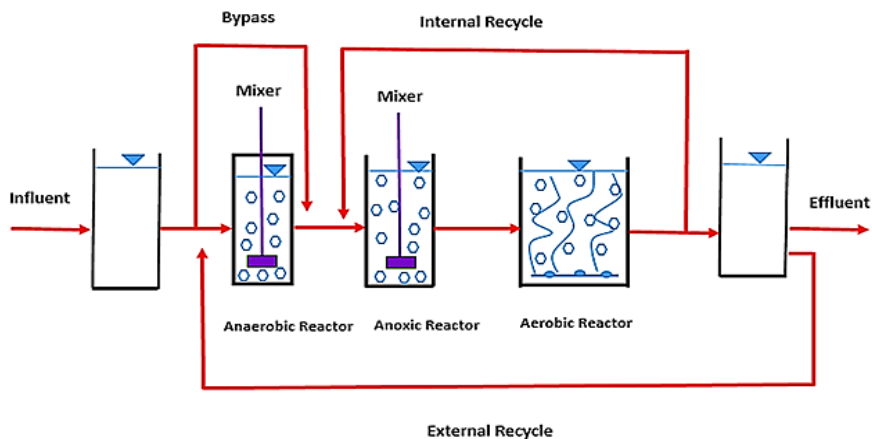 Bypass
Internal Recycle
Mixer
Mixer
Influent
Effluent
Anaerobic Reactor
Anoxic Reactor
Aerobic Reactor
External Recycle